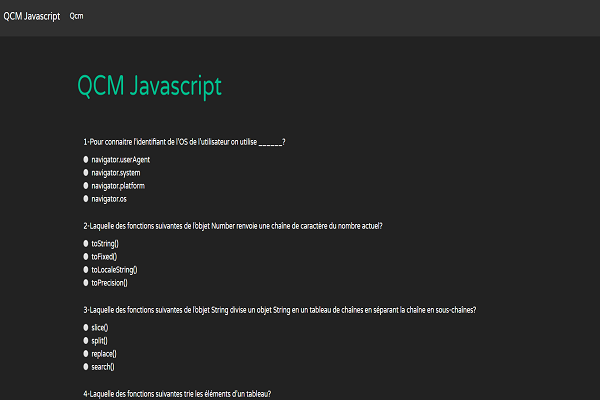 QCM Javascript Qcm
QCM Javascript
1-Pour connaitre l'identifiant de l'OS de l'utilisateur on utilise ______?
navigator.userAgent
navigator.system
navigator.platform
navigator.os
2-Laquelle des fonctions suivantes de l'objet Number renvoie une chaîne de caractère du nombre actuel?
toString()
toFixed()
toLocaleString()
toPrecision()
3-Laquelle des fonctions suivantes de l'objet String divise un objet String en un tableau de chaînes en séparant la chaîne en sous-chaînes?
slice()
split()
replace()
search()
4-Laquelle des fonctions suivantes trie les éléments d'un tableau?